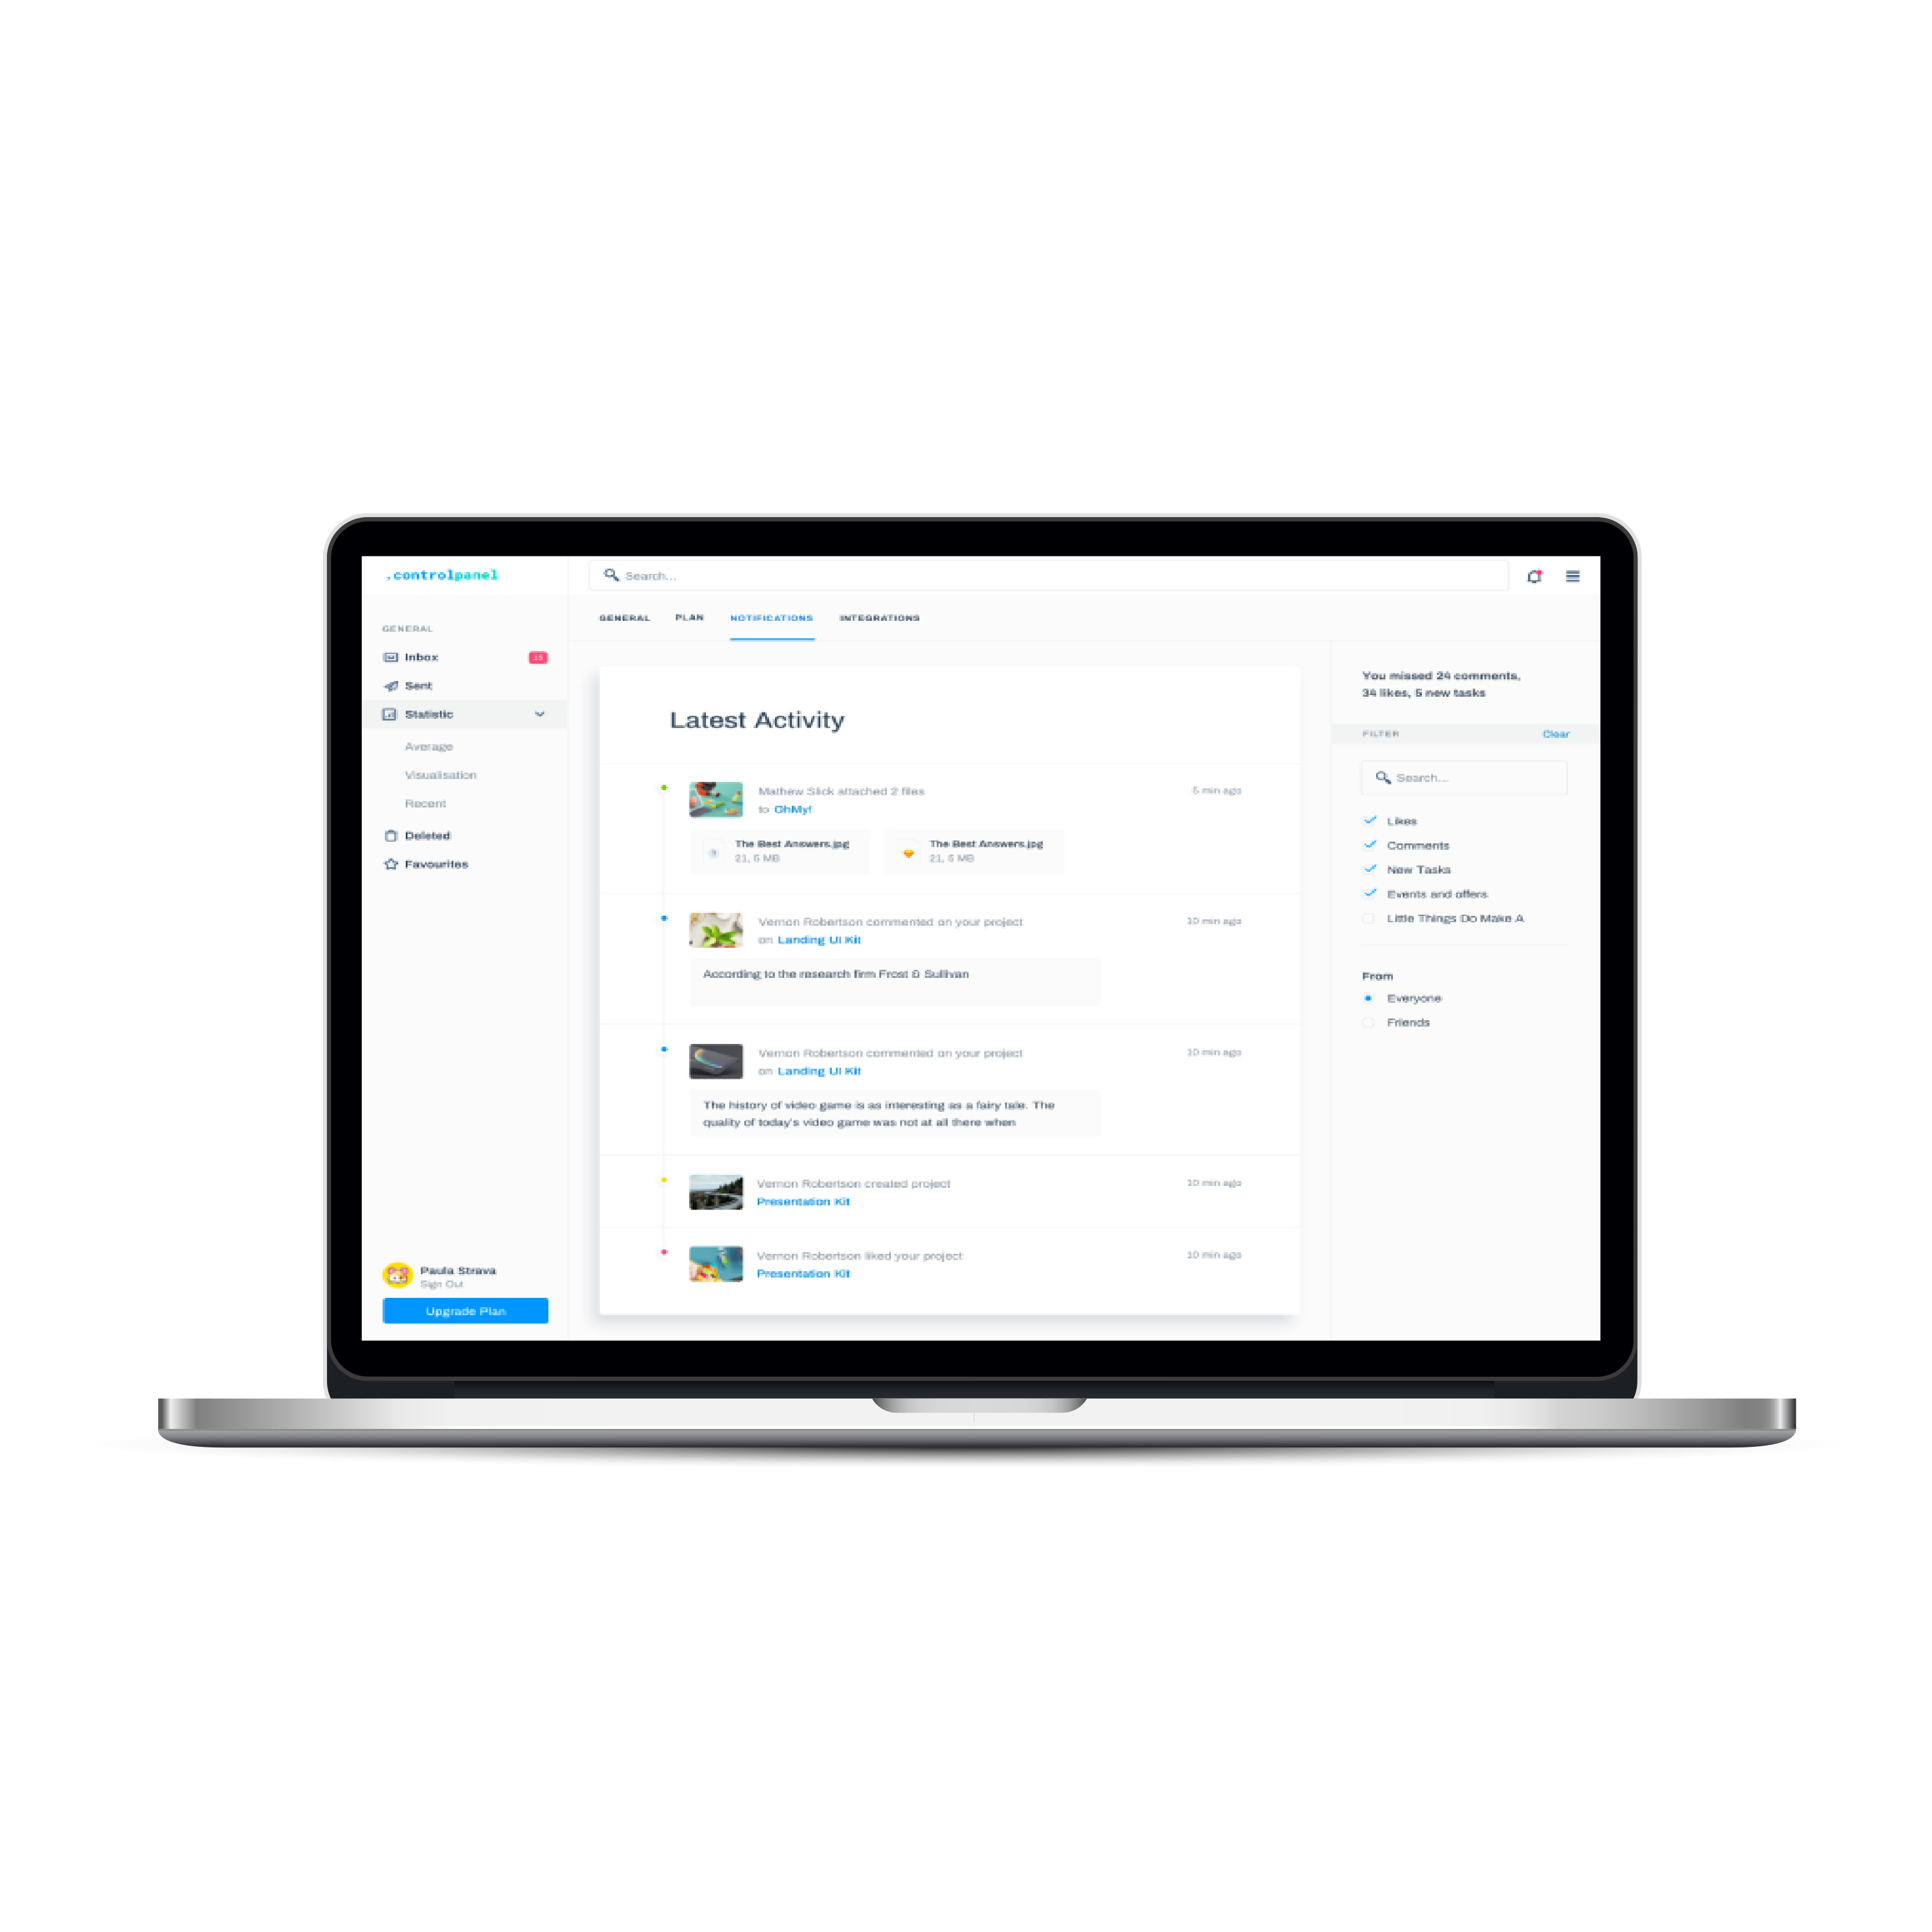 .controlpanel
Search...
GENERAL
Inbox
15
Sent
Statistic
Average
Visualisation
Recent
Deleted
Favourites
Paula Strava
Sign Out
Upgrade Plan
GENERAL PLAN NOTIFICATIONS INTEGRATIONS
Latest Activity
Mathew Slick attached 2 files
to OhMy!
5 min ago
The Best Answers.jpg
21, 5 MB
The Best Answers.jpg
21, 5 MB
Vernon Robertson commented on your project
on Landing UI Kit
10 min ago
According to the research firm Frost & Sullivan
Vernon Robertson commented on your project
on Landing UI Kit
10 min ago
The history of video game is as interesting as a fairy tale. The
quality of today's video game was not at all there when
Vernon Robertson created project
Presentation Kit
10 min ago
Vernon Robertson liked your project
Presentation Kit
10 min ago
You missed 24 comments,
34 likes, 5 new tasks
FILTER
Clear
Search...
Likes
Comments
New Tasks
Events and offers
Little Things Do Make A
From
Everyone
Friends